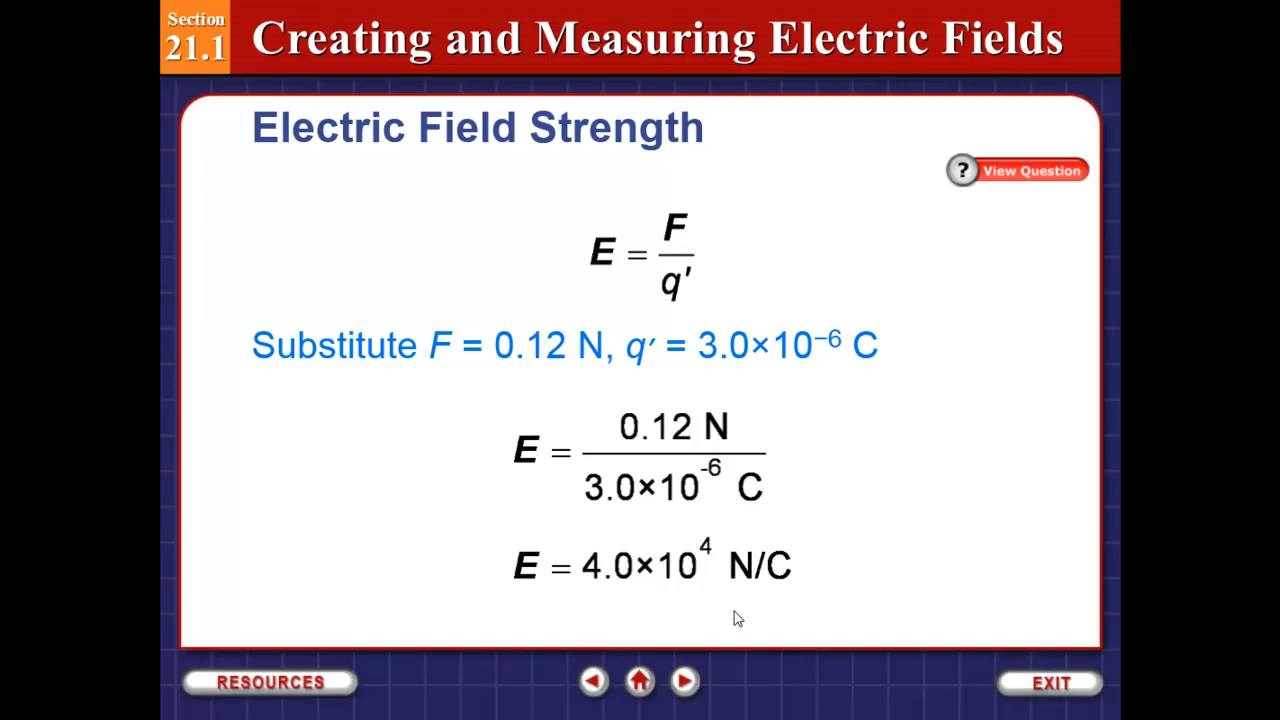 Section
21.1
Creating and Measuring Electric Fields
Electric Field Strength
? View Question
E = F/q′
Substitute F = 0.12 N, q′ = 3.0×10⁻⁶ C
E = 0.12 N / 3.0×10⁻⁶ C
E = 4.0×10⁴ N/C
RESOURCES
EXIT